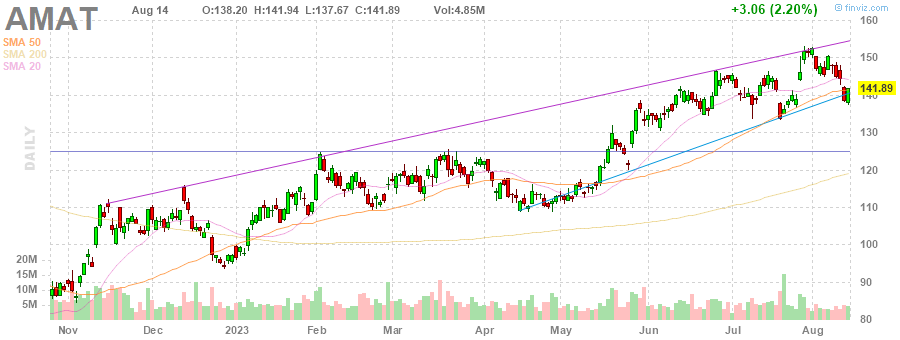 AMAT Aug 14 O:138.20 H:141.94 L:137.67 C:141.89 Vol:4.85M +3.06 (2.20%) finviz.com
SMA 50
SMA 200
SMA 20
DAILY
160
150
141.89
140
130
120
110
100
90
80
20M
15M
10M
5M
Nov Dec 2023 Feb Mar Apr May Jun Jul Aug